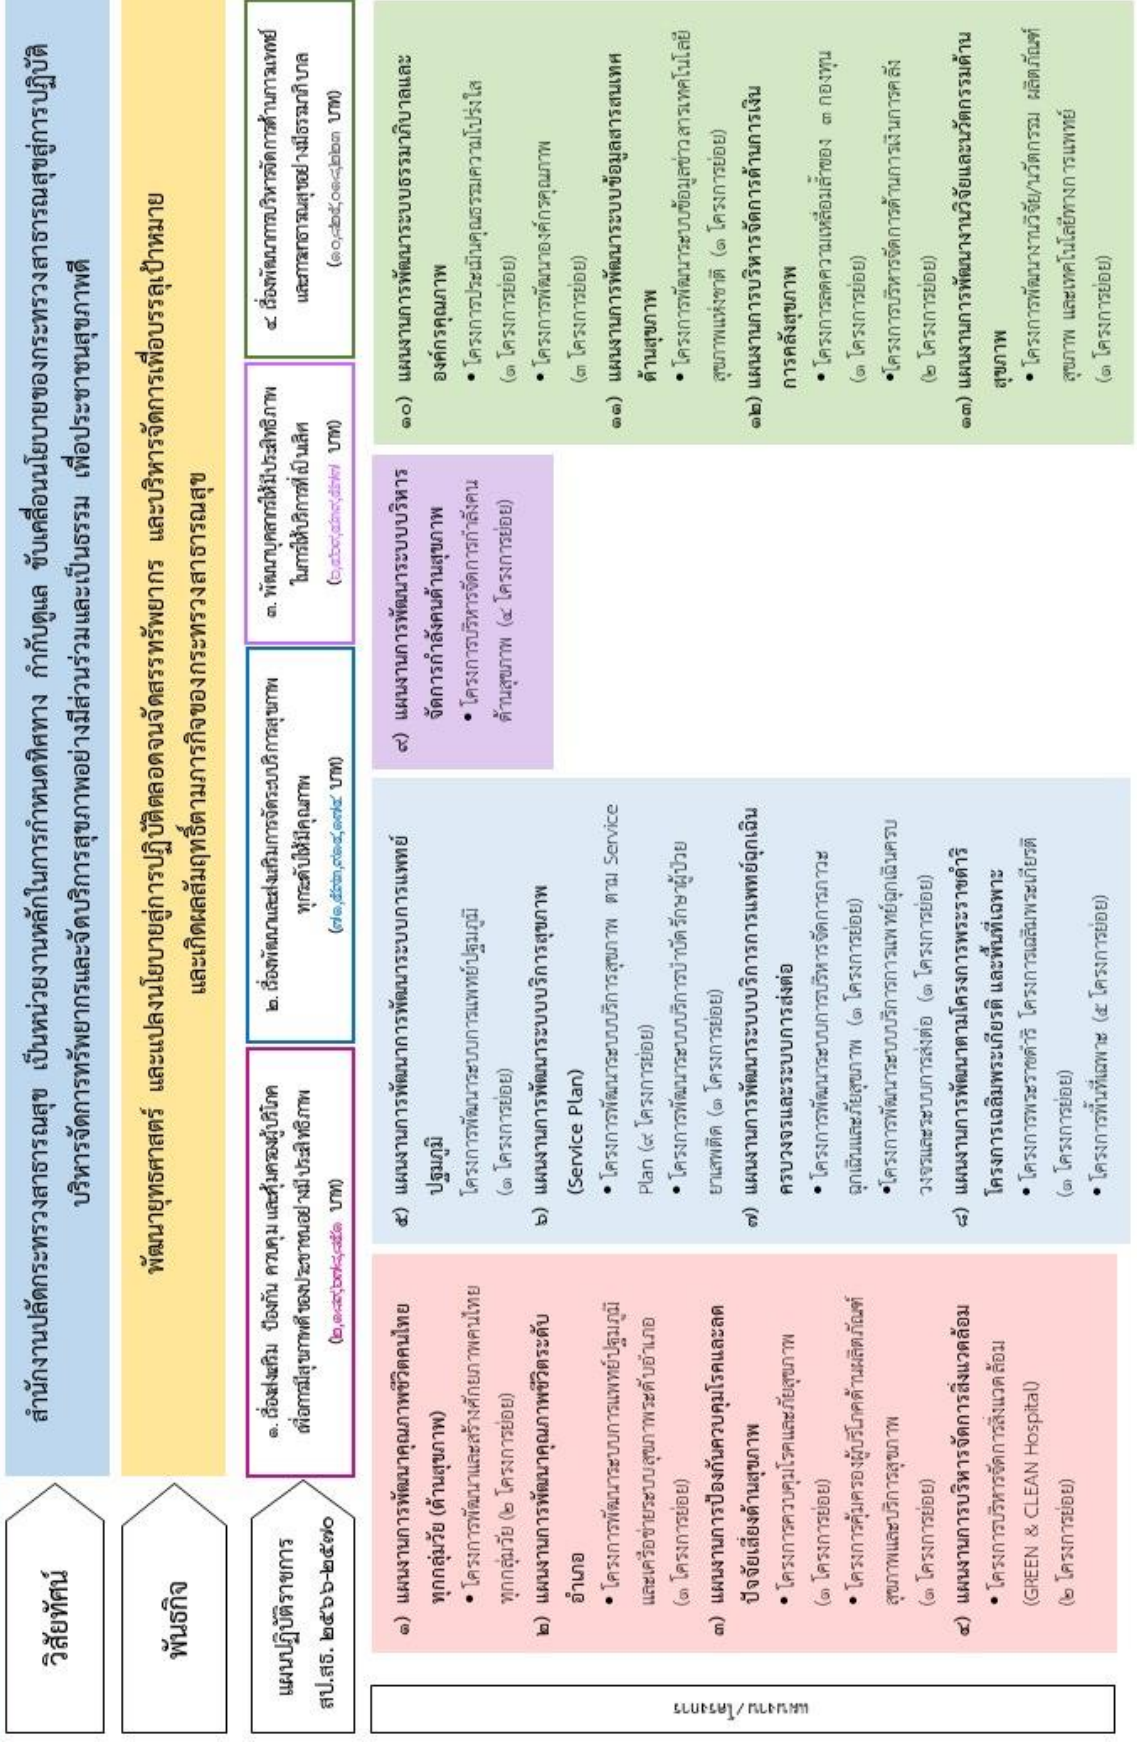 วิสัยทัศน์
สำนักงานปลัดกระทรวงสาธารณสุข เป็นหน่วยงานหลักในการกำหนดทิศทาง กำกับดูแล ขับเคลื่อนนโยบายของกระทรวงสาธารณสุขสู่การปฏิบัติ
บริหารจัดการทรัพยากรและจัดบริการสุขภาพอย่างมีส่วนร่วมและเป็นธรรม เพื่อประชาชนสุขภาพดี
พันธกิจ
พัฒนายุทธศาสตร์ และแปลงนโยบายสู่การปฏิบัติตลอดจนจัดสรรทรัพยากร และบริหารจัดการเพื่อบรรลุเป้าหมาย
และเกิดผลสัมฤทธิ์ตามภารกิจของกระทรวงสาธารณสุข
แผนปฏิบัติราชการ
สป.สธ. ๒๕๖๖-๒๕๗๐
๑. เรื่องส่งเสริม ป้องกัน ควบคุม และคุ้มครองผู้บริโภค
เพื่อการมีสุขภาพดีของประชาชนอย่างมีประสิทธิภาพ
๒. เรื่องพัฒนาและส่งเสริมการจัดระบบบริการสุขภาพ
ทุกระดับให้มีคุณภาพ
๓. พัฒนาบุคลากรให้มีประสิทธิภาพ
ในการให้บริการที่เป็นเลิศ
๔. เรื่องพัฒนาการบริหารจัดการด้านการแพทย์
และการสาธารณสุขอย่างมีธรรมาภิบาล
แผนงาน/โครงการ
๑) แผนงานการพัฒนาคุณภาพชีวิตคนไทย
ทุกกลุ่มวัย (ด้านสุขภาพ)
• โครงการพัฒนาและสร้างศักยภาพคนไทย
ทุกกลุ่มวัย (๒ โครงการย่อย)
๒) แผนงานการพัฒนาคุณภาพชีวิตระดับ
อำเภอ
• โครงการพัฒนาระบบการแพทย์ปฐมภูมิ
และเครือข่ายระบบสุขภาพระดับอำเภอ
(๑ โครงการย่อย)
๓) แผนงานการป้องกันควบคุมโรคและลด
ปัจจัยเสี่ยงด้านสุขภาพ
• โครงการควบคุมโรคและภัยสุขภาพ
(๑ โครงการย่อย)
• โครงการคุ้มครองผู้บริโภคด้านผลิตภัณฑ์
สุขภาพและบริการสุขภาพ
(๑ โครงการย่อย)
๔) แผนงานการบริหารจัดการสิ่งแวดล้อม
• โครงการบริหารจัดการสิ่งแวดล้อม
(GREEN & CLEAN Hospital)
(๒ โครงการย่อย)
๕) แผนงานการพัฒนาการพัฒนาระบบการแพทย์
ปฐมภูมิ
โครงการพัฒนาระบบการแพทย์ปฐมภูมิ
(๑ โครงการย่อย)
๖) แผนงานการพัฒนาระบบบริการสุขภาพ
(Service Plan)
• โครงการพัฒนาระบบบริการสุขภาพ ตาม Service
Plan (๙ โครงการย่อย)
• โครงการพัฒนาระบบบริการบำบัดรักษาผู้ป่วย
ยาเสพติด (๑ โครงการย่อย)
๗) แผนงานการพัฒนาระบบบริการการแพทย์ฉุกเฉิน
ครบวงจรและระบบการส่งต่อ
• โครงการพัฒนาระบบการบริหารจัดการภาวะ
ฉุกเฉินและภัยสุขภาพ (๑ โครงการย่อย)
•โครงการพัฒนาระบบบริการการแพทย์ฉุกเฉินครบ
วงจรและระบบการส่งต่อ (๑ โครงการย่อย)
๘) แผนงานการพัฒนาตามโครงการพระราชดำริ
โครงการเฉลิมพระเกียรติ และพื้นที่เฉพาะ
• โครงการพระราชดำริ โครงการเฉลิมพระเกียรติ
(๑ โครงการย่อย)
• โครงการพื้นที่เฉพาะ (๕ โครงการย่อย)
๙) แผนงานการพัฒนาระบบบริหาร
จัดการกำลังคนด้านสุขภาพ
• โครงการบริหารจัดการกำลังคน
ด้านสุขภาพ (๔ โครงการย่อย)
๑๐) แผนงานการพัฒนาระบบธรรมาภิบาลและ
องค์กรคุณภาพ
• โครงการประเมินคุณธรรมความโปร่งใส
(๑ โครงการย่อย)
• โครงการพัฒนาองค์กรคุณภาพ
(๓ โครงการย่อย)
๑๑) แผนงานการพัฒนาระบบข้อมูลสารสนเทศ
ด้านสุขภาพ
• โครงการพัฒนาระบบข้อมูลข่าวสารเทคโนโลยี
สุขภาพแห่งชาติ (๑ โครงการย่อย)
๑๒) แผนงานการบริหารจัดการด้านการเงิน
การคลังสุขภาพ
• โครงการลดความเหลื่อมล้ำของ ๓ กองทุน
(๑ โครงการย่อย)
•โครงการบริหารจัดการด้านการเงินการคลัง
(๒ โครงการย่อย)
๑๓) แผนงานการพัฒนางานวิจัยและนวัตกรรมด้าน
สุขภาพ
• โครงการพัฒนางานวิจัย/นวัตกรรม ผลิตภัณฑ์
สุขภาพ และเทคโนโลยีทางการแพทย์
(๑ โครงการย่อย)